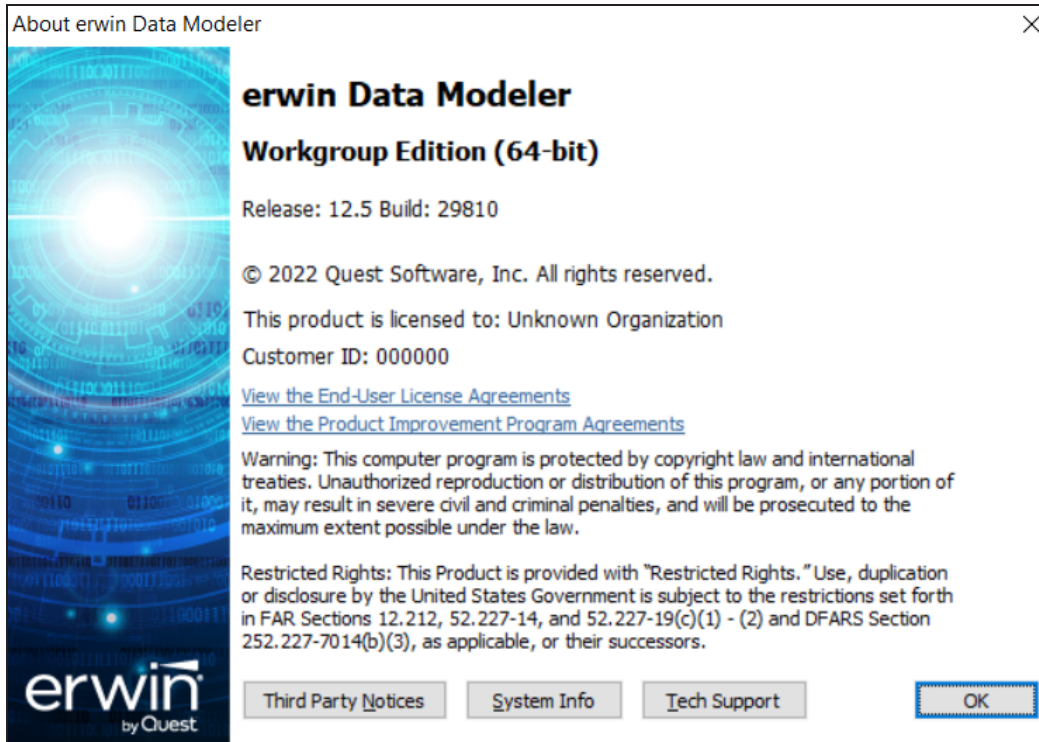 About erwin Data Modeler
erwin Data Modeler
Workgroup Edition (64-bit)
Release: 12.5 Build: 29810
© 2022 Quest Software, Inc. All rights reserved.
This product is licensed to: Unknown Organization
Customer ID: 000000
View the End-User License Agreements
View the Product Improvement Program Agreements
Warning: This computer program is protected by copyright law and international
treaties. Unauthorized reproduction or distribution of this program, or any portion of
it, may result in severe civil and criminal penalties, and will be prosecuted to the
maximum extent possible under the law.
Restricted Rights: This Product is provided with “Restricted Rights.” Use, duplication
or disclosure by the United States Government is subject to the restrictions set forth
in FAR Sections 12.212, 52.227-14, and 52.227-19(c)(1) - (2) and DFARS Section
252.227-7014(b)(3), as applicable, or their successors.
erwin
by Quest
Third Party Notices
System Info
Tech Support
OK